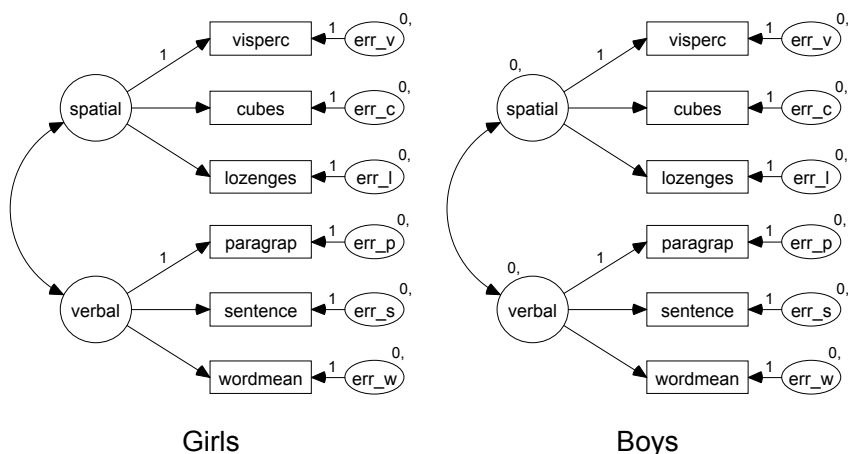 0,
1 visperc 1 err_v
spatial
0,
cubes 1 err_c
0,
lozenges 1 err_l
0,
1 paragrap 1 err_p
0,
verbal sentence 1 err_s
0,
wordmean 1 err_w
Girls
0,
1 visperc 1 err_v
0,
spatial
0,
cubes 1 err_c
0,
lozenges 1 err_l
0,
1 paragrap 1 err_p
0,
0,
verbal sentence 1 err_s
0,
wordmean 1 err_w
Boys